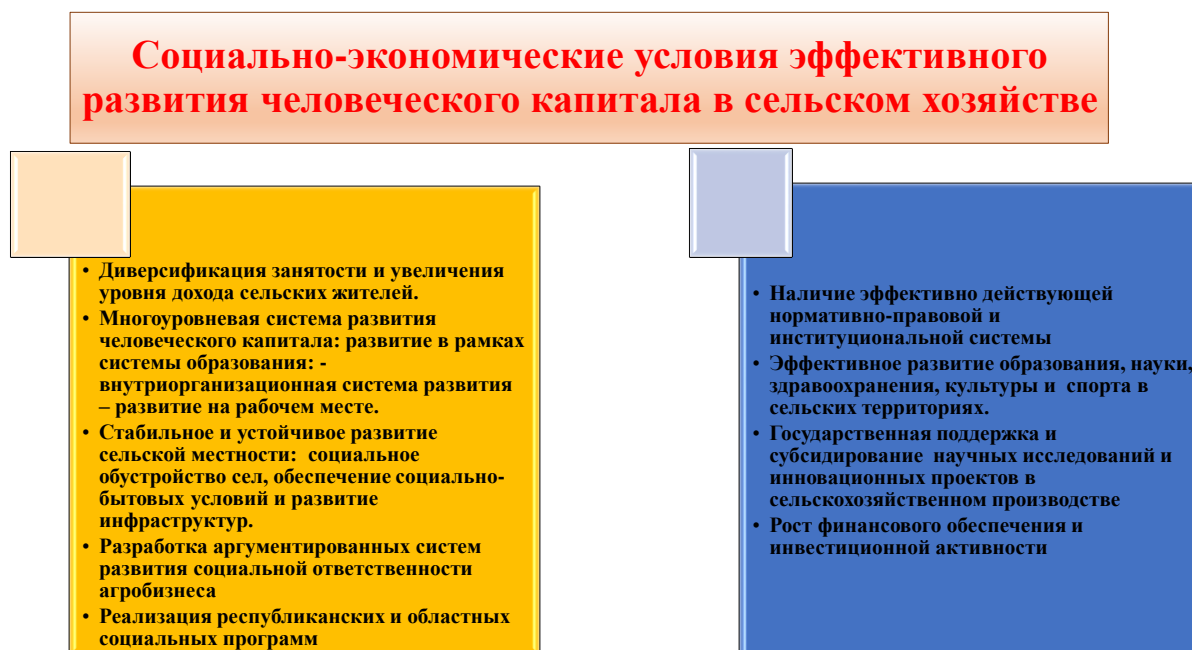 Социально-экономические условия эффективного
развития человеческого капитала в сельском хозяйстве
• Диверсификация занятости и увеличения
уровня дохода сельских жителей.
• Многоуровневая система развития
человеческого капитала: развитие в рамках
системы образования: -
внутриорганизационная система развития
– развитие на рабочем месте.
• Стабильное и устойчивое развитие
сельской местности: социальное
обустройство сел, обеспечение социально-
бытовых условий и развитие
инфраструктур.
• Разработка аргументированных систем
развития социальной ответственности
агробизнеса
• Реализация республиканских и областных
социальных программ
• Наличие эффективно действующей
нормативно-правовой и
институциональной системы
• Эффективное развитие образования, науки,
здравоохранения, культуры и спорта в
сельских территориях.
• Государственная поддержка и
субсидирование научных исследований и
инновационных проектов в
сельскохозяйственном производстве
• Рост финансового обеспечения и
инвестиционной активности